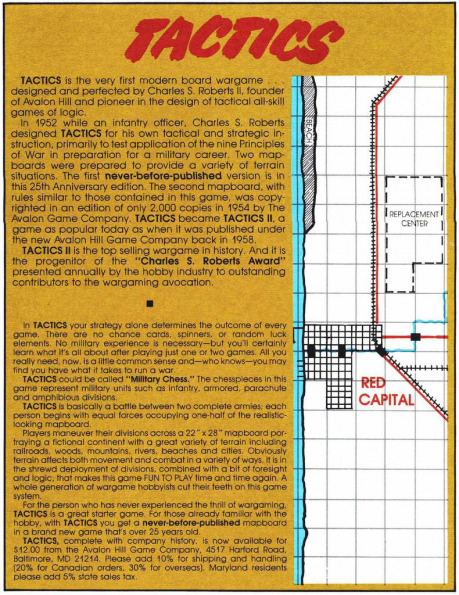 TACTICS
TACTICS is the very first modern board wargame . . .
designed and perfected by Charles S. Roberts II, founder
of Avalon Hill and pioneer in the design of tactical all-skill
games of logic.
In 1952 while an infantry officer, Charles S. Roberts
designed TACTICS for his own tactical and strategic in-
struction, primarily to test application of the nine Principles
of War in preparation for a military career. Two map-
boards were prepared to provide a variety of terrain
situations. The first never-before-published version is in
this 25th Anniversary edition. The second mapboard, with
rules similar to those contained in this game, was copy-
righted in an edition of only 2,000 copies in 1954 by The
Avalon Game Company. TACTICS became TACTICS II, a
game as popular today as when it was published under
the new Avalon Hill Game Company back in 1958.
TACTICS II is the top selling wargame in history. And it is
the progenitor of the "Charles S. Roberts Award"
presented annually by the hobby industry to outstanding
contributors to the wargaming avocation.
In TACTICS your strategy alone determines the outcome of every
game. There are no chance cards, spinners, or random luck
elements. No military experience is necessary—but you'll certainly
learn what it's all about after playing just one or two games. All you
really need, now, is a little common sense and—who knows—you may
find you have what it takes to run a war.
TACTICS could be called "Military Chess." The chesspieces in this
game represent military units such as infantry, armored, parachute
and amphibious divisions.
TACTICS is basically a battle between two complete armies; each
person begins with equal forces occupying one-half of the realistic-
looking mapboard.
Players maneuver their divisions across a 22" x 28" mapboard por-
traying a fictional continent with a great variety of terrain including
railroads, woods, mountains, rivers, beaches and cities. Obviously
terrain affects both movement and combat in a variety of ways. It is in
the shrewd deployment of divisions, combined with a bit of foresight
and logic, that makes this game FUN TO PLAY time and time again. A
whole generation of wargame hobbyists cut their teeth on this game
system.
For the person who has never experienced the thrill of wargaming,
TACTICS is a great starter game. For those already familiar with the
hobby, with TACTICS you get a never-before-published mapboard
in a brand new game that's over 25 years old.
TACTICS, complete with company history, is now available for
$12.00 from the Avalon Hill Game Company, 4517 Harford Road,
Baltimore, MD 21214. Please add 10% for shipping and handling
(20% for Canadian orders, 30% for overseas). Maryland residents
please add 5% state sales tax.
BEACH
REPLACEMENT
CENTER
RED
CAPITAL